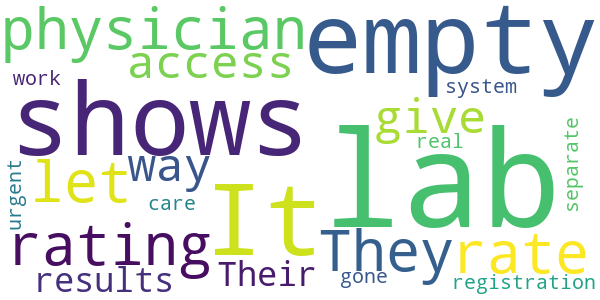 physician
empty
access
work
system
shows
give
lab
real
separate
way
let
urgent
It
care
rating
They
rate
results
Their
gone
registration